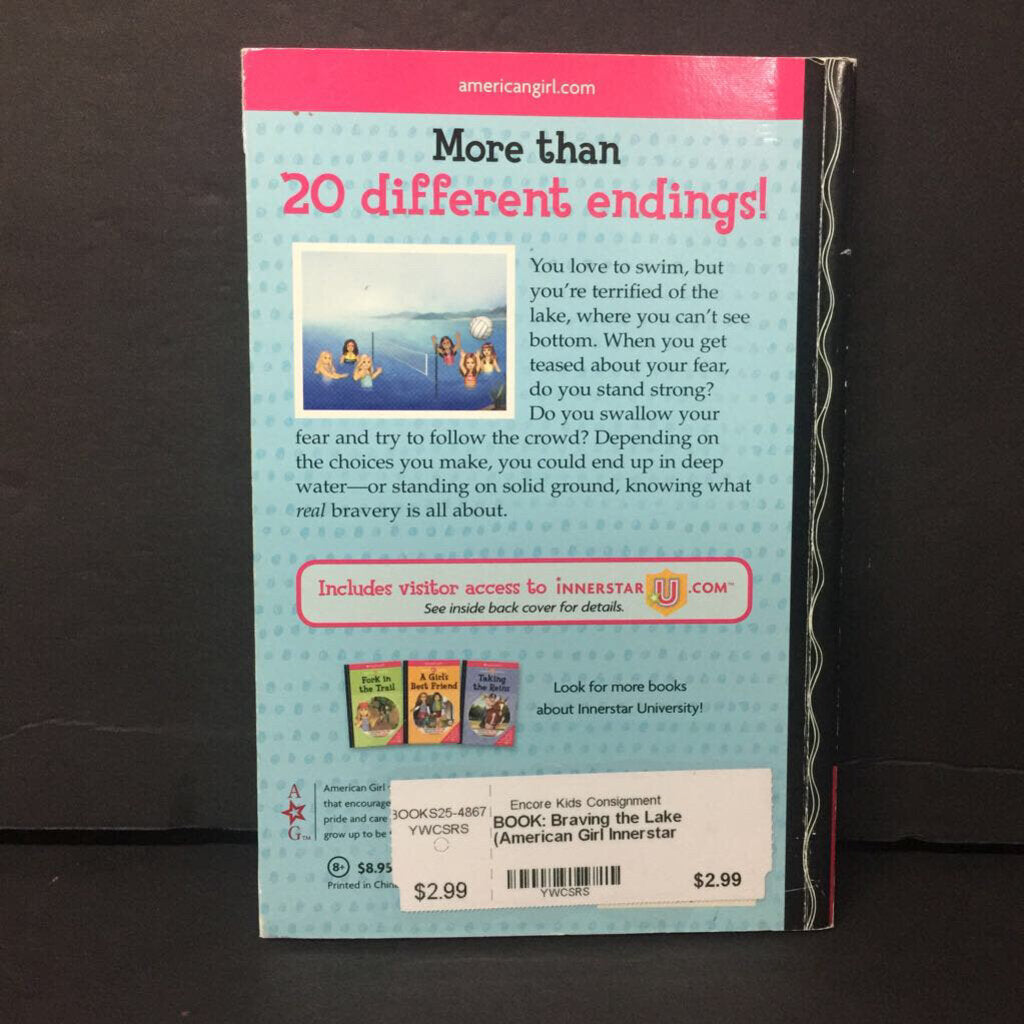 americangirl.com
More than
20 different endings!
You love to swim, but
you're terrified of the
lake, where you can't see
bottom. When you get
teased about your fear,
do you stand strong?
Do you swallow your
fear and try to follow the crowd? Depending on
the choices you make, you could end up in deep
water—or standing on solid ground, knowing what
real bravery is all about.
Includes visitor access to INNERSTAR U .COM™
See inside back cover for details.
Fork in
the Trail
A Girl's
Best Friend
Taking
the Reins
Look for more books
about Innerstar University!
AG™
American Girl
that encourage
pride and care
grow up to be
8+ $8.95
Printed in
BOOKS25-4867
YWCSRS
$2.99
Encore Kids Consignment
BOOK: Braving the Lake
(American Girl Innerstar
YWCSRS
$2.99